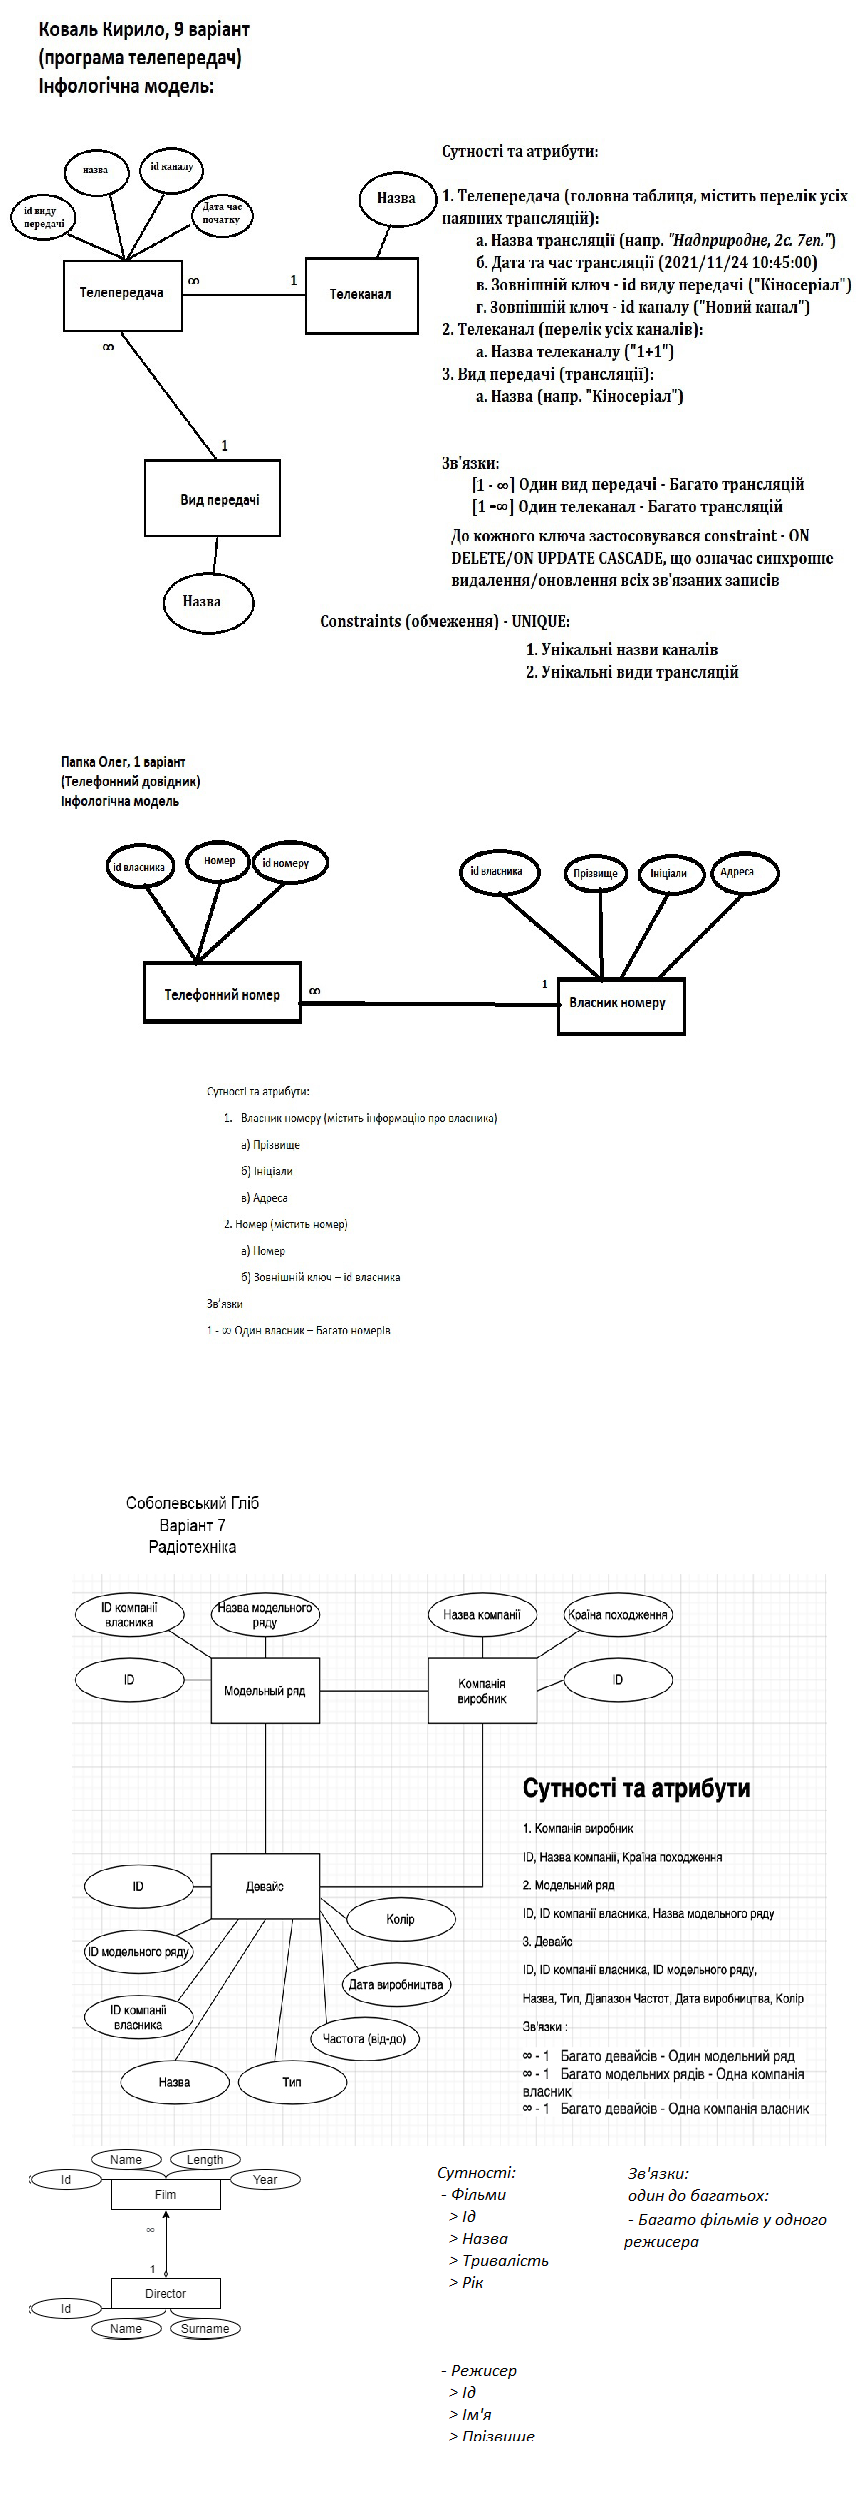 Коваль Кирило, 9 варіант
(програма телепередач)
Інфологічна модель:
назва
id каналу
id виду
передачі
Дата час
початку
Назва
Телепередача
∞
1
Телеканал
∞
1
Вид передачі
Назва
Сутності та атрибути:
1. Телепередача (головна таблиця, містить перелік усіх
наявних трансляцій):
а. Назва трансляції (напр. "Надприродне, 2с. 7еп.")
б. Дата та час трансляції (2021/11/24 10:45:00)
в. Зовнішній ключ - id виду передачі ("Кіносеріал")
г. Зовнішній ключ - id каналу ("Новий канал")
2. Телеканал (перелік усіх каналів):
а. Назва телеканалу ("1+1")
3. Вид передачі (трансляції):
а. Назва (напр. "Кіносеріал")
Зв'язки:
[1 - ∞] Один вид передачі - Багато трансляцій
[1 -∞] Один телеканал - Багато трансляцій
До кожного ключа застосовувався constraint - ON
DELETE/ON UPDATE CASCADE, що означає синхронне
видалення/оновлення всіх зв'язаних записів
Constraints (обмеження) - UNIQUE:
1. Унікальні назви каналів
2. Унікальні види трансляцій
Папка Олег, 1 варіант
(Телефонний довідник)
Інфологічна модель
id власника
Номер
id номеру
id власника
Прізвище
Ініціали
Адреса
Телефонний номер
∞
1
Власник номеру
Сутності та атрибути:
1. Власник номеру (містить інформацію про власника)
а) Прізвище
б) Ініціали
в) Адреса
2. Номер (містить номер)
а) Номер
б) Зовнішній ключ – id власника
Зв'язки
1 - ∞ Один власник – Багато номерів
Соболевський Гліб
Варіант 7
Радіотехніка
ID компанії
власника
Назва модельного
ряду
Назва компанії
Країна походження
ID
Модельный ряд
Компанія
виробник
ID
ID
Девайс
Колір
ID модельного ряду
Дата виробництва
ID компанії
власника
Частота (від-до)
Назва
Тип
Сутності та атрибути
1. Компанія виробник
ID, Назва компанії, Країна походження
2. Модельний ряд
ID, ID компанії власника, Назва модельного ряду
3. Девайс
ID, ID компанії власника, ID модельного ряду,
Назва, Тип, Діапазон Частот, Дата виробництва, Колір
Зв'язки :
∞ - 1 Багато девайсів - Один модельний ряд
∞ - 1 Багато модельних рядів - Одна компанія
власник
∞ - 1 Багато девайсів - Одна компанія власник
Name
Length
Id
Year
Film
∞
1
Director
Id
Name
Surname
Сутності:
- Фільми
> Ід
> Назва
> Тривалість
> Рік
- Режисер
> Ід
> Ім'я
> Прізвище
Зв'язки:
один до багатьох:
- Багато фільмів у одного
режисера